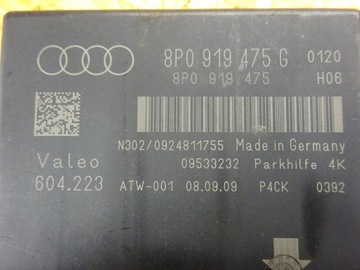 8P0 919 475 G 0120
8P0 919 475 H06
N302/0924811755 Made in Germany
Valeo 09533232 Parkhilfe 4K
604.223 ATW-001 08.09.09 P4CK 0392